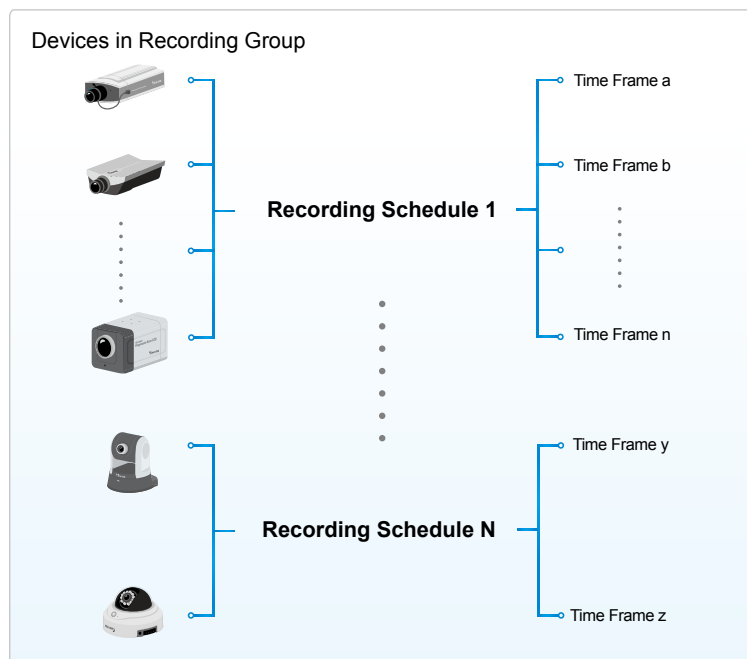 Devices in Recording Group
Time Frame a
Time Frame b
Recording Schedule 1
Time Frame n
Time Frame y
Recording Schedule N
Time Frame z